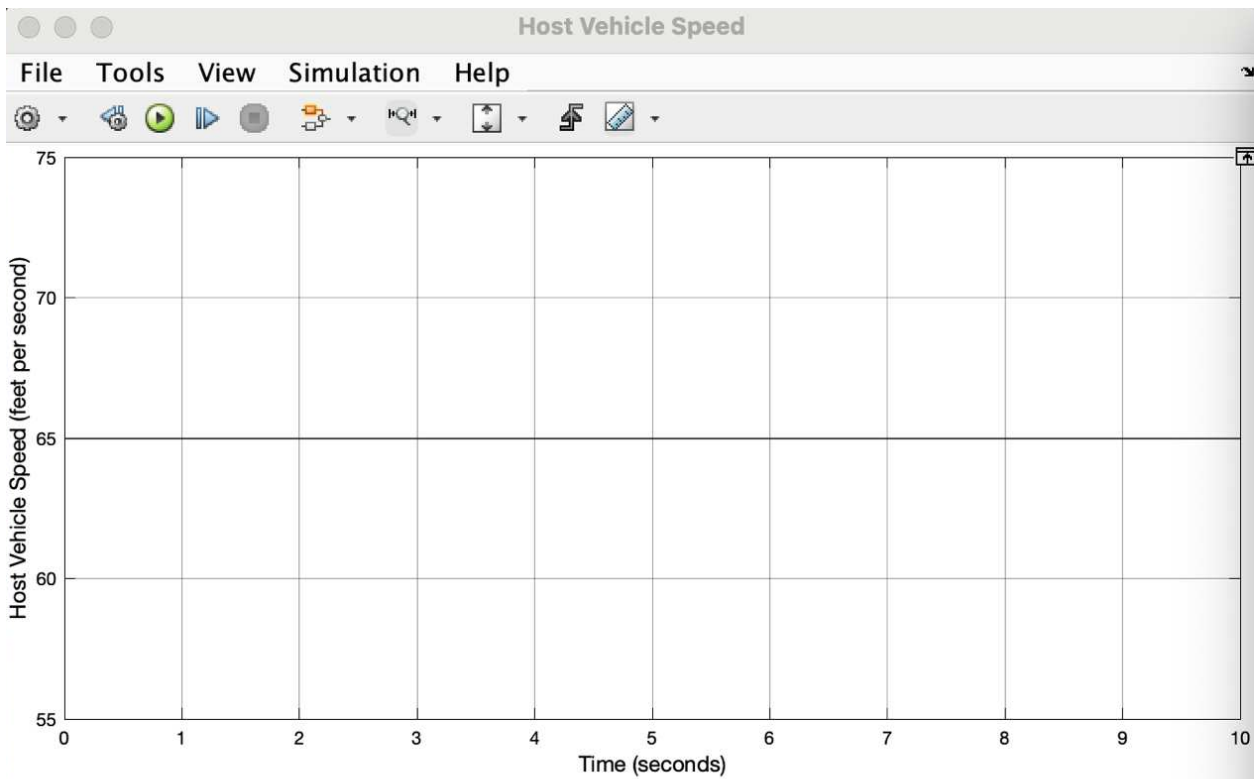 Host Vehicle Speed
File Tools View Simulation Help
75
70
65
60
55
Host Vehicle Speed (feet per second)
0 1 2 3 4 5 6 7 8 9 10
Time (seconds)